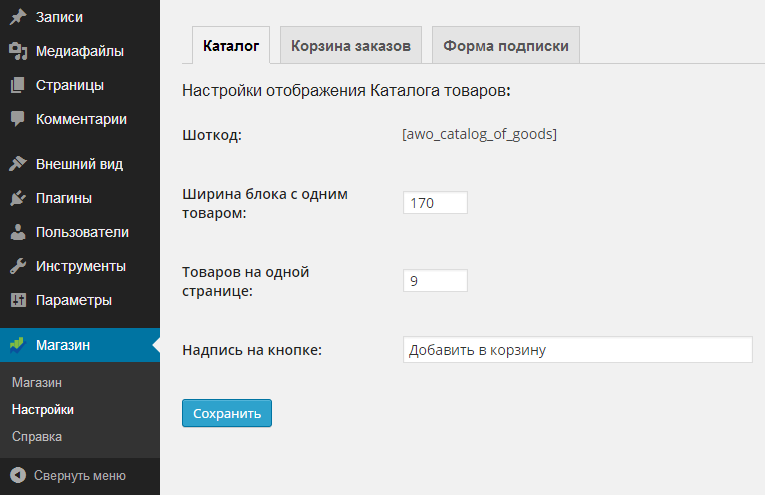 Записи
Медиафайлы
Страницы
Комментарии
Внешний вид
Плагины
Пользователи
Инструменты
Параметры
Магазин
Магазин
Настройки
Справка
Свернуть меню
Каталог
Корзина заказов
Форма подписки
Настройки отображения Каталога товаров:
Шоткод:
[awo_catalog_of_goods]
Ширина блока с одним
товаром:
170
Товаров на одной
странице:
9
Надпись на кнопке:
Добавить в корзину
Сохранить